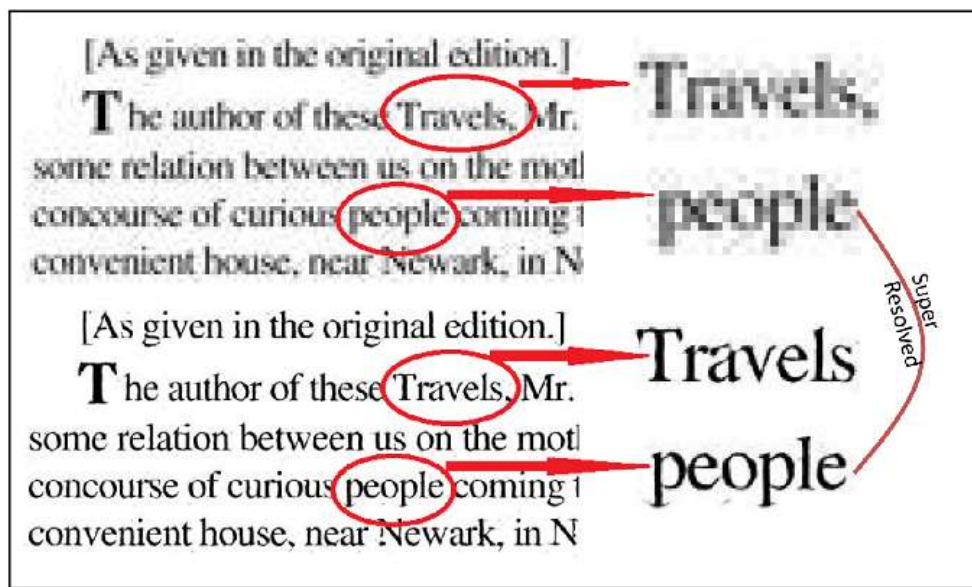 [As given in the original edition.]
The author of these Travels, Mr.
some relation between us on the motl
concourse of curious people coming t
convenient house, near Newark, in N
Travels,
people
Super
Resolved
[As given in the original edition.]
The author of these Travels, Mr.
some relation between us on the motl
concourse of curious people coming t
convenient house, near Newark, in N
Travels
people